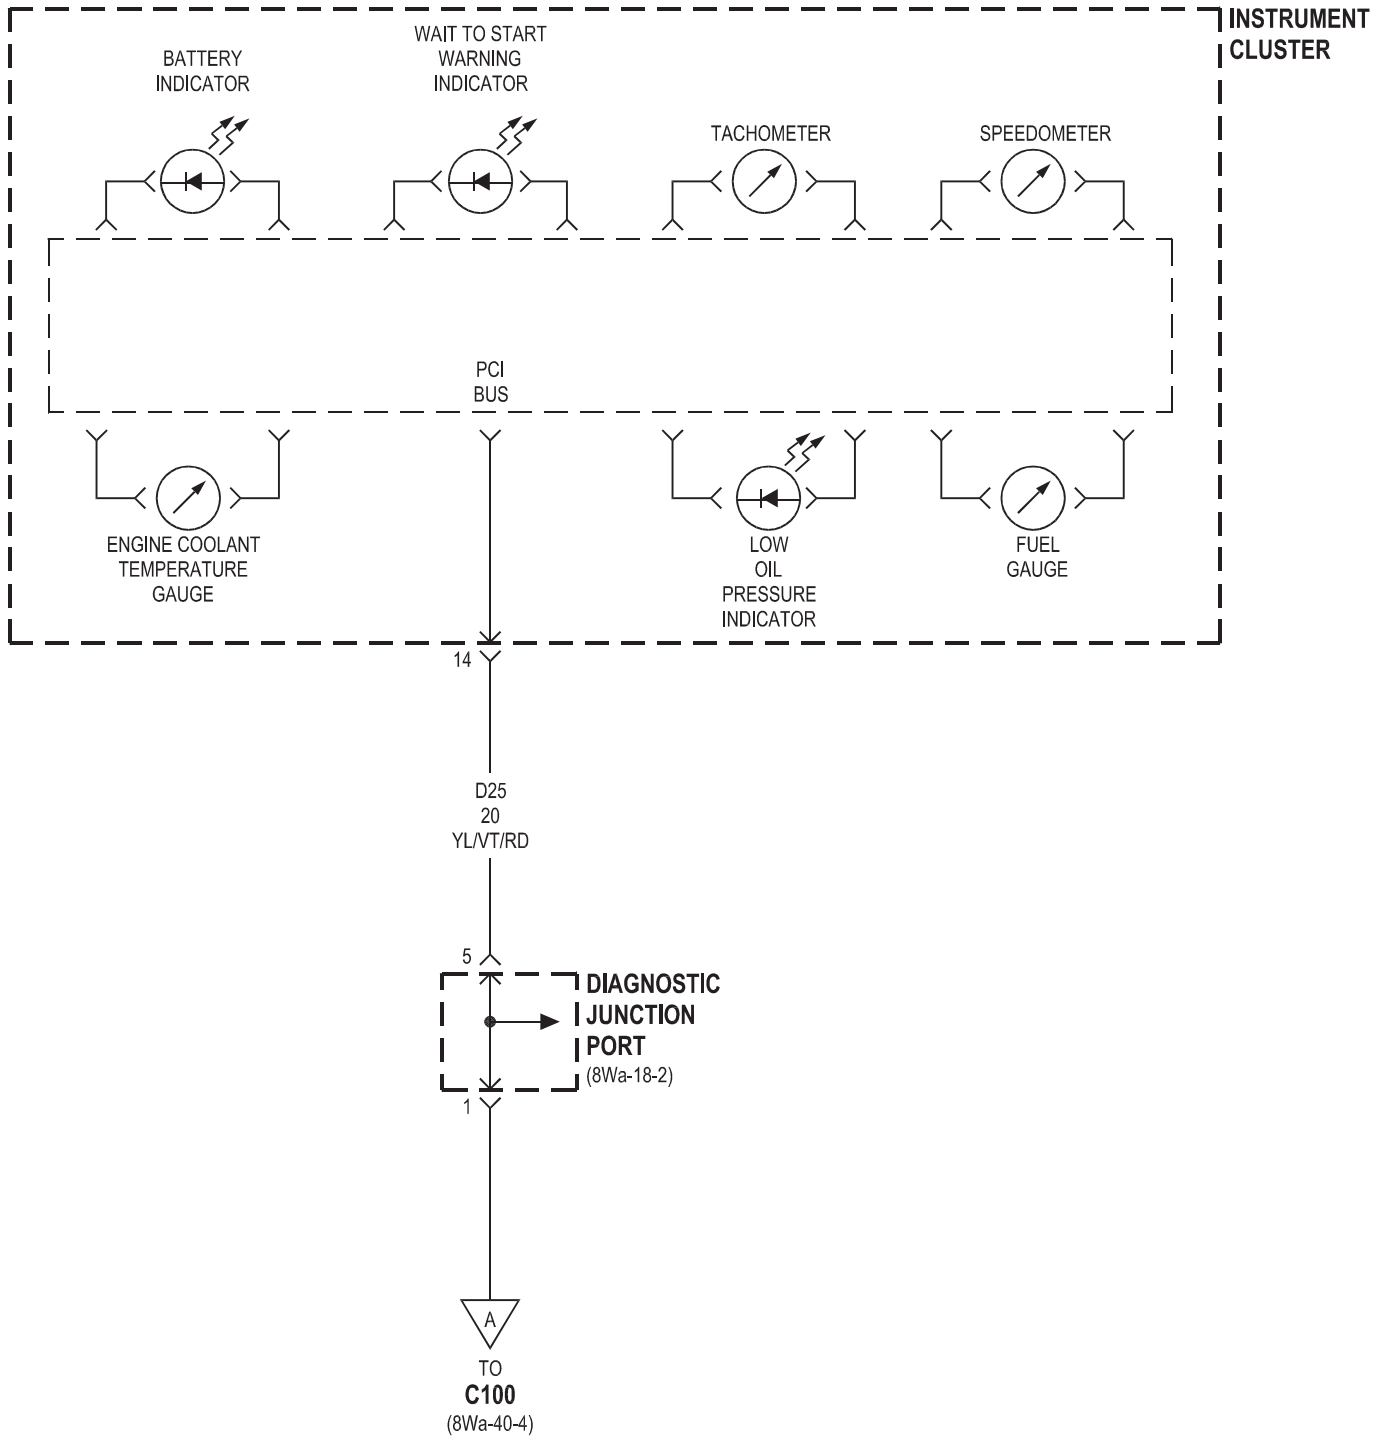 INSTRUMENT
CLUSTER
BATTERY
INDICATOR
WAIT TO START
WARNING
INDICATOR
TACHOMETER
SPEEDOMETER
PCI
BUS
ENGINE COOLANT
TEMPERATURE
GAUGE
LOW
OIL
PRESSURE
INDICATOR
FUEL
GAUGE
14
D25
20
YL/VT/RD
5
DIAGNOSTIC
JUNCTION
PORT
(8Wa-18-2)
1
A
TO
C100
(8Wa-40-4)